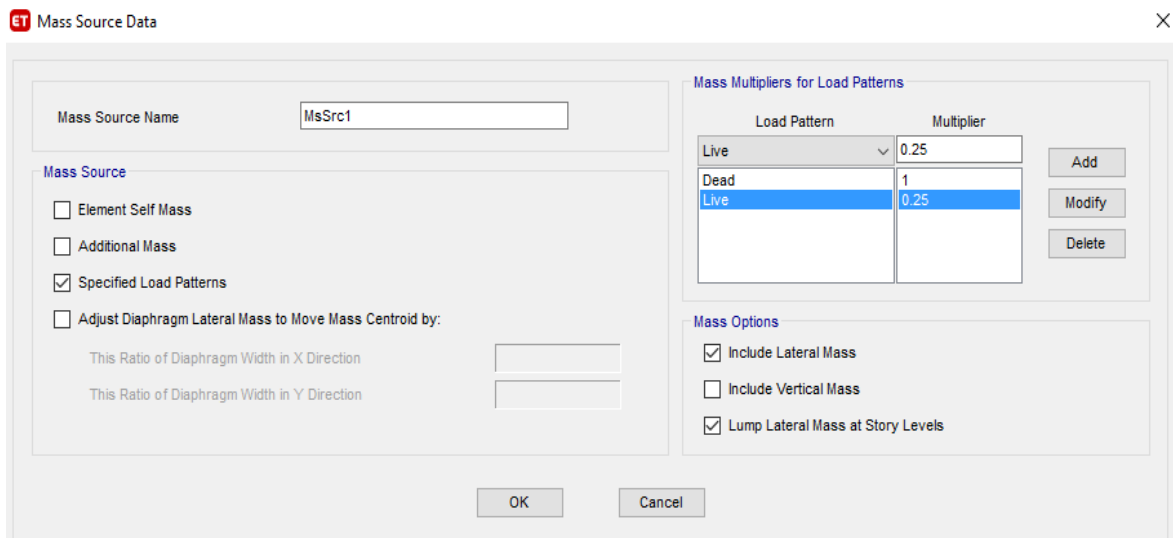 ET Mass Source Data
Mass Source Name MsSrc1
Mass Source
Element Self Mass
Additional Mass
Specified Load Patterns
Adjust Diaphragm Lateral Mass to Move Mass Centroid by:
This Ratio of Diaphragm Width in X Direction
This Ratio of Diaphragm Width in Y Direction
Mass Multipliers for Load Patterns
Load Pattern Multiplier
Live 0.25
Dead 1
Live 0.25
Add
Modify
Delete
Mass Options
Include Lateral Mass
Include Vertical Mass
Lump Lateral Mass at Story Levels
OK Cancel